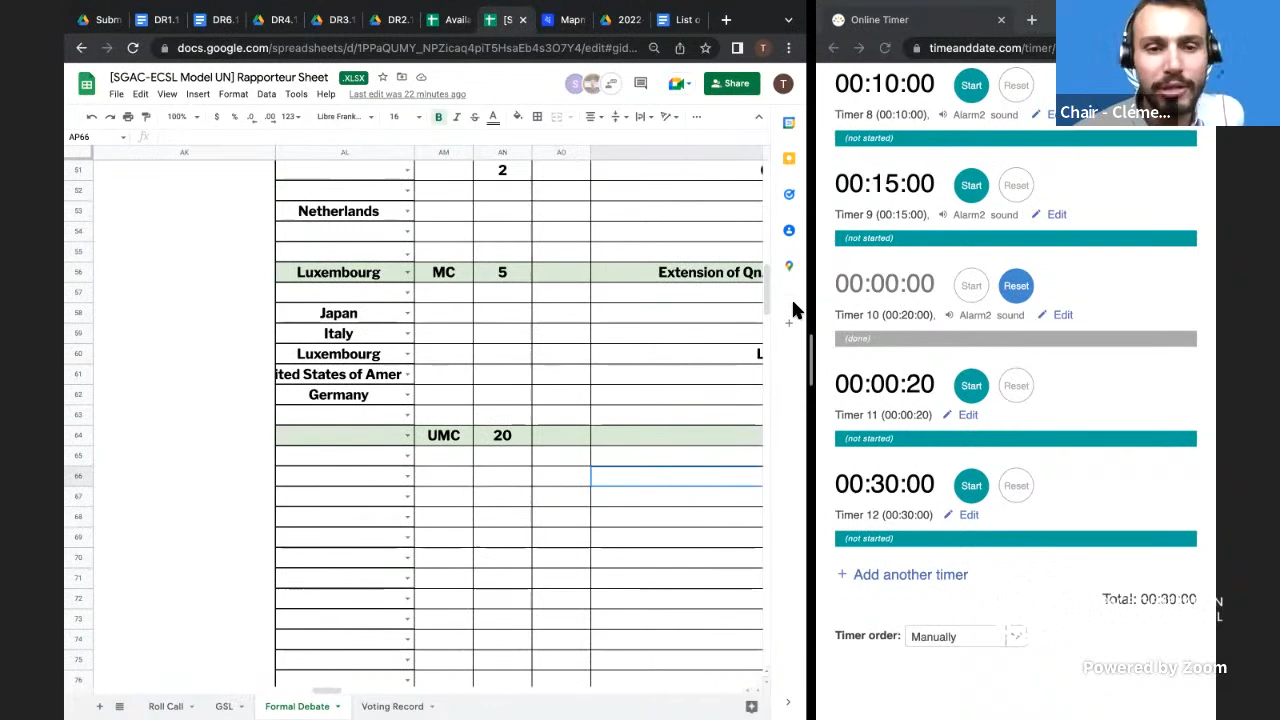 Subm
DR1.1
DR6.1
DR4.
DR3.1
DR2.1
Availa
[S
Mapn
2022
List o
docs.google.com/spreadsheets/d/1PPaQUMY_NPZicaq4piT5HsaEb4s3O7Y4/edit#gid...
T
[SGAC-ECSL Model UN] Rapporteur Sheet .XLSX
S
Share
T
File Edit View Insert Format Data Tools Help Last edit was 22 minutes ago
100% $ % .0 .00 123 Libre Frank... 16 B I S A
AP66 fx
AK AL AM AN AO
51 2
52
53 Netherlands
54
55
56 Luxembourg MC 5 Extension of Qn.
57
58 Japan
59 Italy
60 Luxembourg L
61 ited States of Amer
62 Germany
63
64 UMC 20
65
66
67
68
69
70
71
72
73
74
75
76
Roll Call GSL Formal Debate Voting Record
Online Timer
timeanddate.com/timer/
00:10:00 Start Reset
Timer 8 (00:10:00), Alarm2 sound
(not started)
00:15:00 Start Reset
Timer 9 (00:15:00), Alarm2 sound Edit
(not started)
00:00:00 Start Reset
Timer 10 (00:20:00), Alarm2 sound Edit
(done)
00:00:20 Start Reset
Timer 11 (00:00:20) Edit
(not started)
00:30:00 Start Reset
Timer 12 (00:30:00) Edit
(not started)
+ Add another timer
Total: 00:30:00
Timer order: Manually
Chair - Cléme...
Powered by Zoom